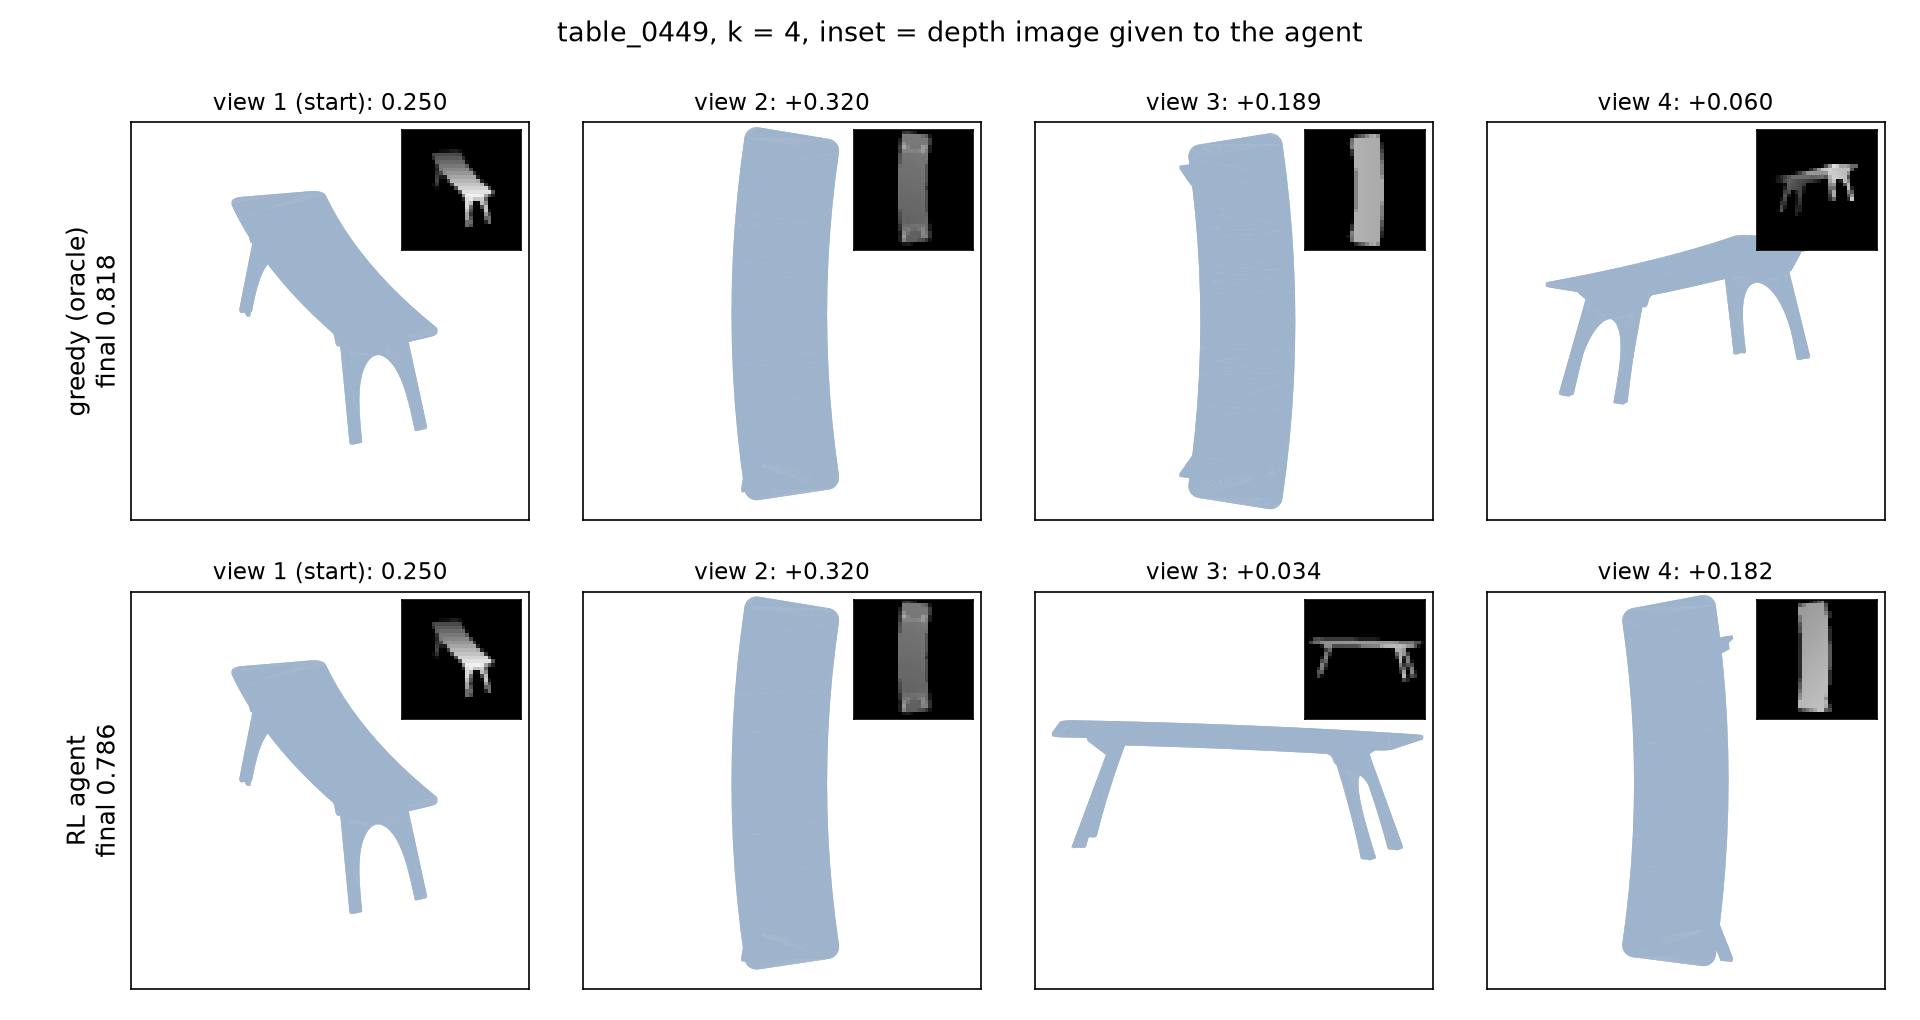 table_0449, k = 4, inset = depth image given to the agent
greedy (oracle)
final 0.818
view 1 (start): 0.250
view 2: +0.320
view 3: +0.189
view 4: +0.060
RL agent
final 0.786
view 1 (start): 0.250
view 2: +0.320
view 3: +0.034
view 4: +0.182